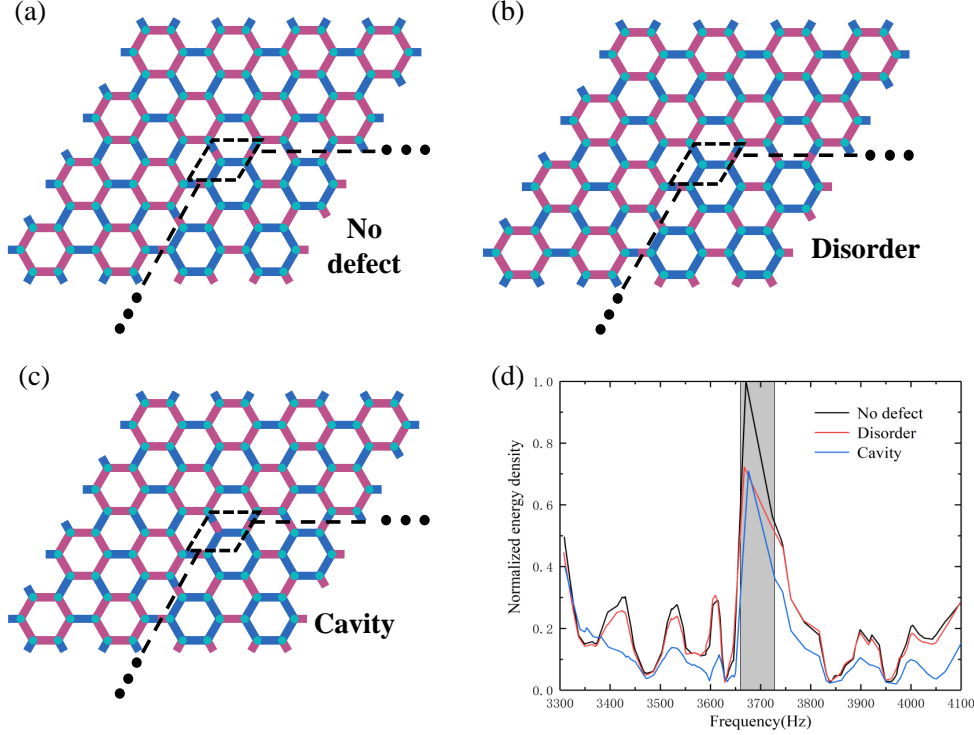 (a)
No
defect
(b)
Disorder
(c)
Cavity
(d)
Normalized energy density
1.0
0.8
0.6
0.4
0.2
0.0
No defect
Disorder
Cavity
3300 3400 3500 3600 3700 3800 3900 4000 4100
Frequency(Hz)